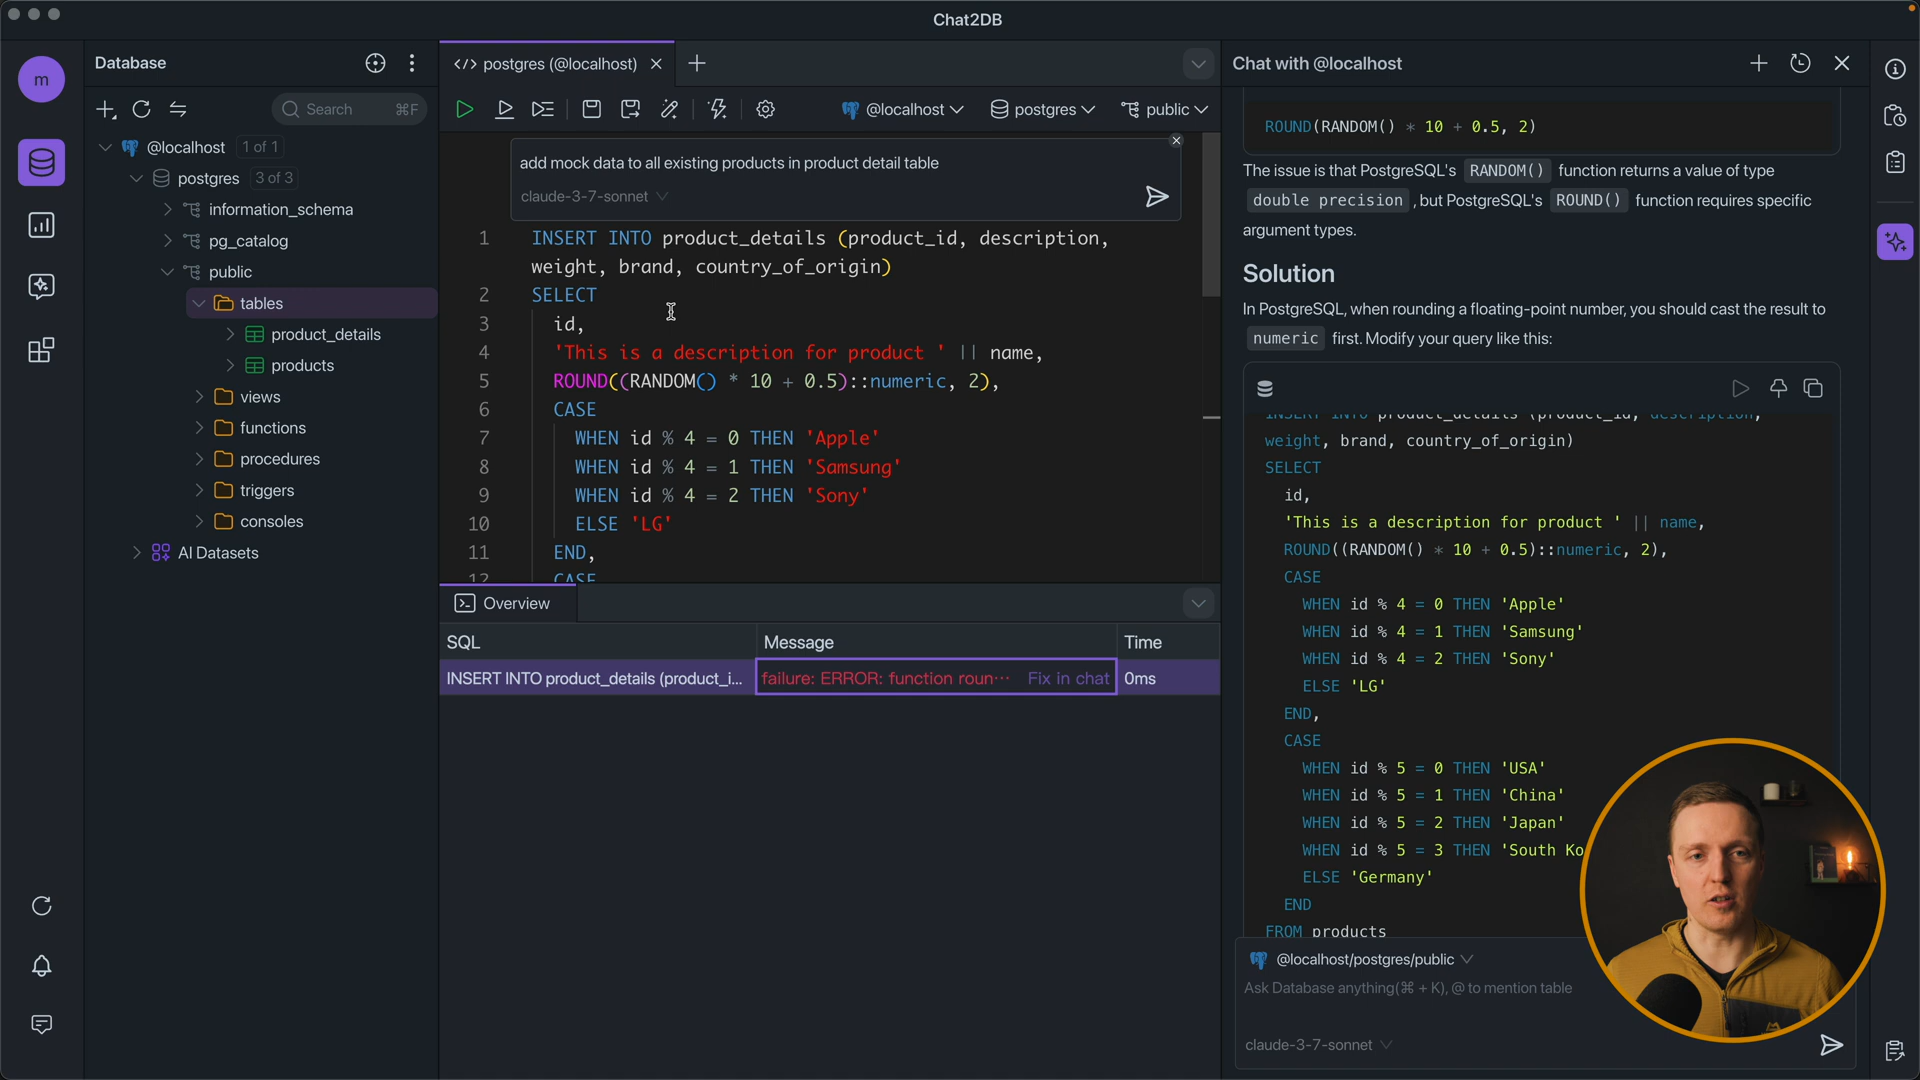 Chat2DB
m
Database
Search ⌘F
@localhost 1 of 1
postgres 3 of 3
information_schema
pg_catalog
public
tables
product_details
products
views
functions
procedures
triggers
consoles
AI Datasets
</> postgres (@localhost)
@localhost
postgres
public
add mock data to all existing products in product detail table
claude-3-7-sonnet
1 INSERT INTO product_details (product_id, description,
weight, brand, country_of_origin)
2 SELECT
3 id,
4 'This is a description for product ' || name,
5 ROUND((RANDOM() * 10 + 0.5)::numeric, 2),
6 CASE
7 WHEN id % 4 = 0 THEN 'Apple'
8 WHEN id % 4 = 1 THEN 'Samsung'
9 WHEN id % 4 = 2 THEN 'Sony'
10 ELSE 'LG'
11 END,
12 CASE
Overview
SQL Message Time
INSERT INTO product_details (product_i... failure: ERROR: function roun··· Fix in chat 0ms
Chat with @localhost
ROUND(RANDOM() * 10 + 0.5, 2)
The issue is that PostgreSQL's RANDOM() function returns a value of type
double precision , but PostgreSQL's ROUND() function requires specific
argument types.
Solution
In PostgreSQL, when rounding a floating-point number, you should cast the result to
numeric first. Modify your query like this:
INSERT INTO product_details (product_id, description,
weight, brand, country_of_origin)
SELECT
id,
'This is a description for product ' || name,
ROUND((RANDOM() * 10 + 0.5)::numeric, 2),
CASE
WHEN id % 4 = 0 THEN 'Apple'
WHEN id % 4 = 1 THEN 'Samsung'
WHEN id % 4 = 2 THEN 'Sony'
ELSE 'LG'
END,
CASE
WHEN id % 5 = 0 THEN 'USA'
WHEN id % 5 = 1 THEN 'China'
WHEN id % 5 = 2 THEN 'Japan'
WHEN id % 5 = 3 THEN 'South Ko
ELSE 'Germany'
END
FROM products
@localhost/postgres/public
Ask Database anything(⌘ + K), @ to mention table
claude-3-7-sonnet